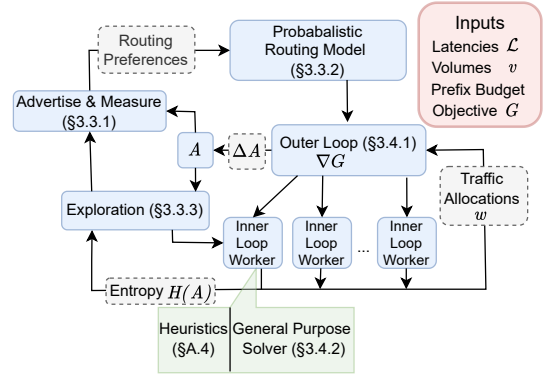 Routing
Preferences
Probabalistic
Routing Model
(§3.3.2)
Inputs
Latencies ℒ
Volumes v
Prefix Budget
Objective G
Advertise & Measure
(§3.3.1)
A
ΔA
Outer Loop (§3.4.1)
∇G
Traffic
Allocations
w
Exploration (§3.3.3)
Inner
Loop
Worker
Inner
Loop
Worker
...
Inner
Loop
Worker
Entropy H(A)
Heuristics
(§A.4)
General Purpose
Solver (§3.4.2)